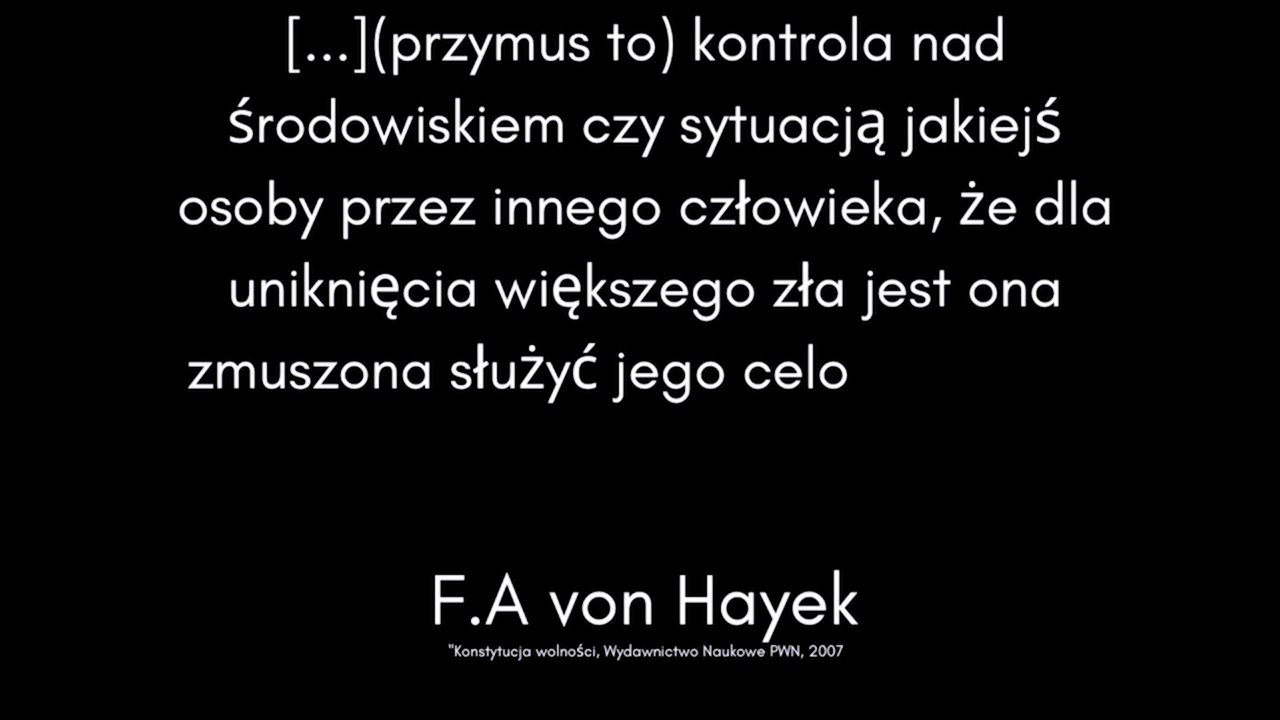 [...](przymus to) kontrola nad
środowiskiem czy sytuacją jakiejś
osoby przez innego człowieka, że dla
uniknięcia większego zła jest ona
zmuszona służyć jego celo
F.A von Hayek
"Konstytucja wolności, Wydawnictwo Naukowe PWN, 2007